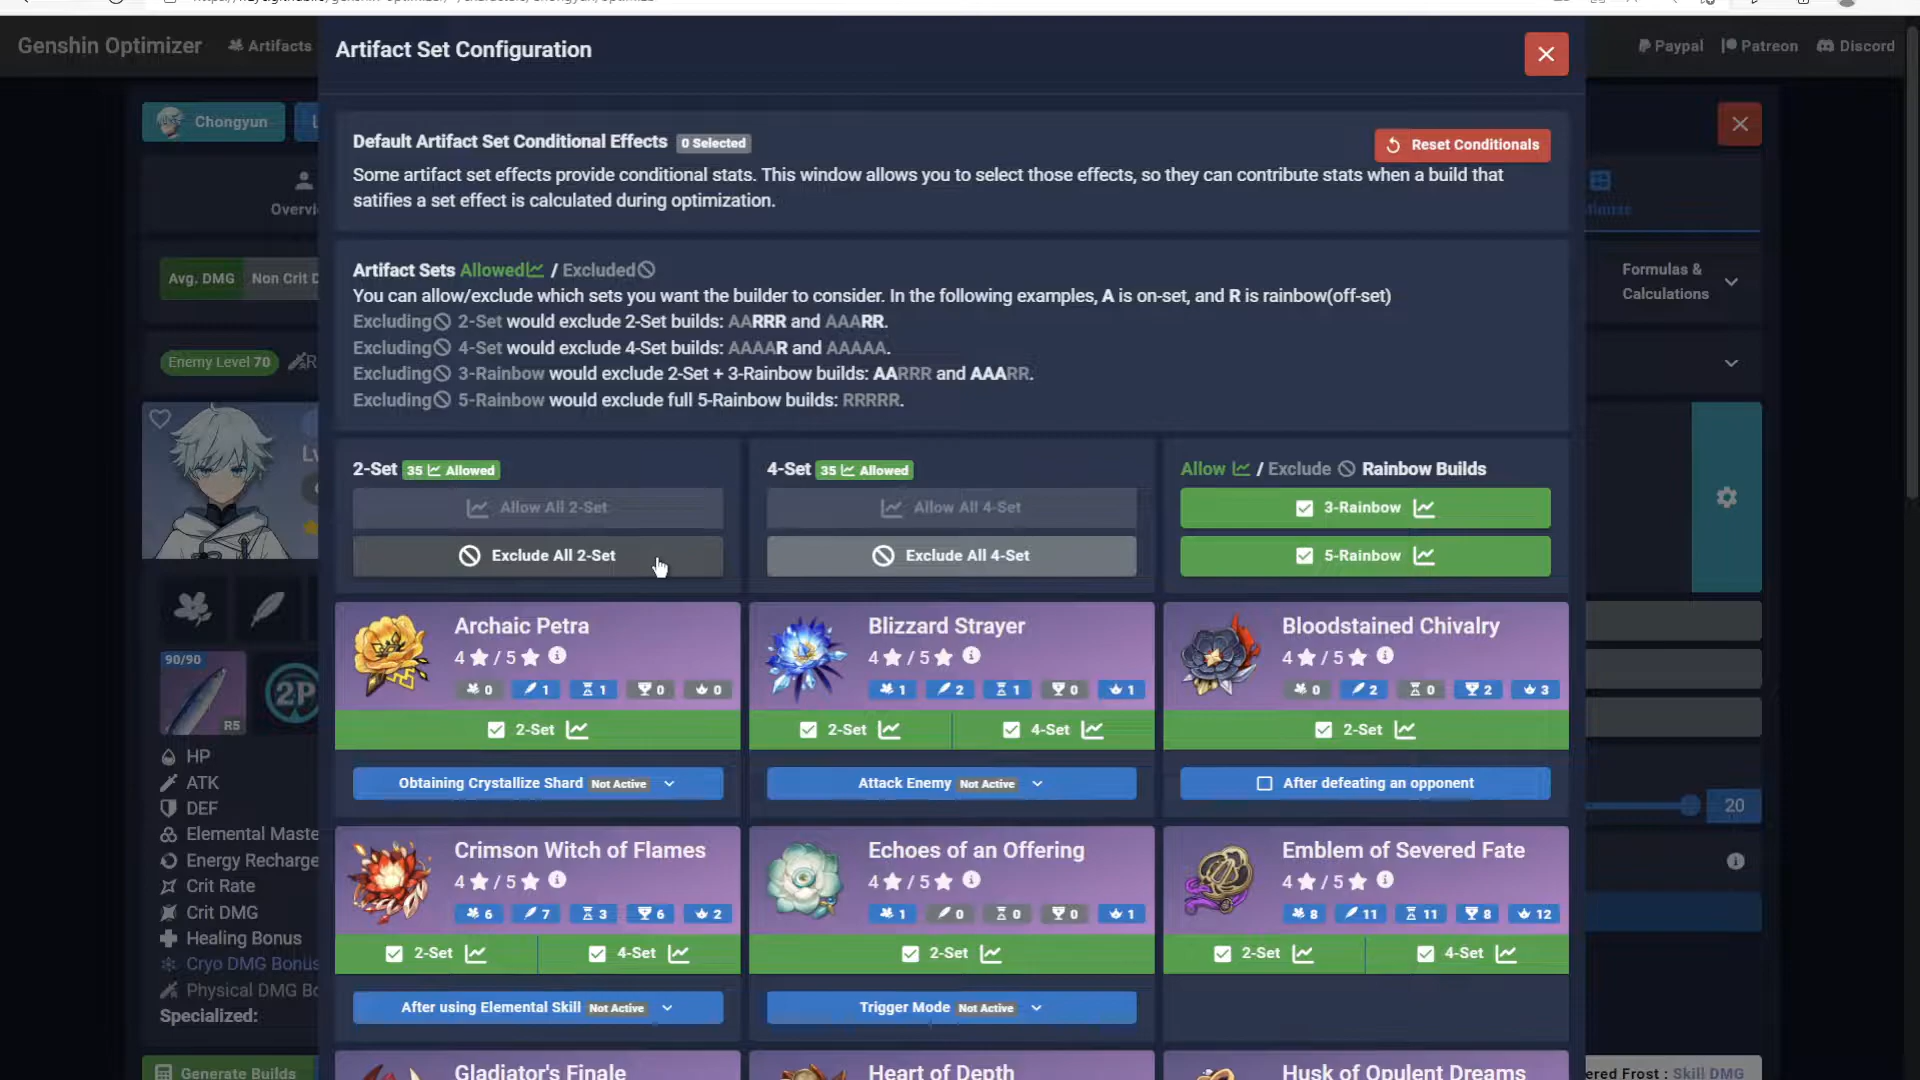 Genshin Optimizer
Artifacts
Artifact Set Configuration
Paypal
Patreon
Discord
Chongyun
Default Artifact Set Conditional Effects 0 Selected
Reset Conditionals
Some artifact set effects provide conditional stats. This window allows you to select those effects, so they can contribute stats when a build that
satifies a set effect is calculated during optimization.
Artifact Sets Allowed / Excluded
You can allow/exclude which sets you want the builder to consider. In the following examples, A is on-set, and R is rainbow(off-set)
Excluding 2-Set would exclude 2-Set builds: AARRR and AAARR.
Excluding 4-Set would exclude 4-Set builds: AAAAR and AAAAA.
Excluding 3-Rainbow would exclude 2-Set + 3-Rainbow builds: AARRR and AAARR.
Excluding 5-Rainbow would exclude full 5-Rainbow builds: RRRRR.
Avg. DMG Non Crit D
Formulas &
Calculations
Enemy Level 70
2-Set 35 Allowed
Allow All 2-Set
Exclude All 2-Set
4-Set 35 Allowed
Allow All 4-Set
Exclude All 4-Set
Allow / Exclude Rainbow Builds
3-Rainbow
5-Rainbow
Archaic Petra
4 / 5
0 1 1 0 0
2-Set
Obtaining Crystallize Shard Not Active
Blizzard Strayer
4 / 5
1 2 1 0 1
2-Set 4-Set
Attack Enemy Not Active
Bloodstained Chivalry
4 / 5
0 2 0 2 3
2-Set
After defeating an opponent
Crimson Witch of Flames
4 / 5
6 7 3 6 2
2-Set 4-Set
After using Elemental Skill Not Active
Echoes of an Offering
4 / 5
1 0 0 0 1
2-Set
Trigger Mode Not Active
Emblem of Severed Fate
4 / 5
8 11 11 8 12
2-Set 4-Set
Gladiator's Finale
Heart of Depth
Husk of Opulent Dreams
90/90
R5
2P
HP
ATK
DEF
Elemental Maste
Energy Recharge
Crit Rate
Crit DMG
Healing Bonus
Cryo DMG Bonus
Physical DMG Bo
Specialized:
20
Generate Builds
ered Frost : Skill DMG